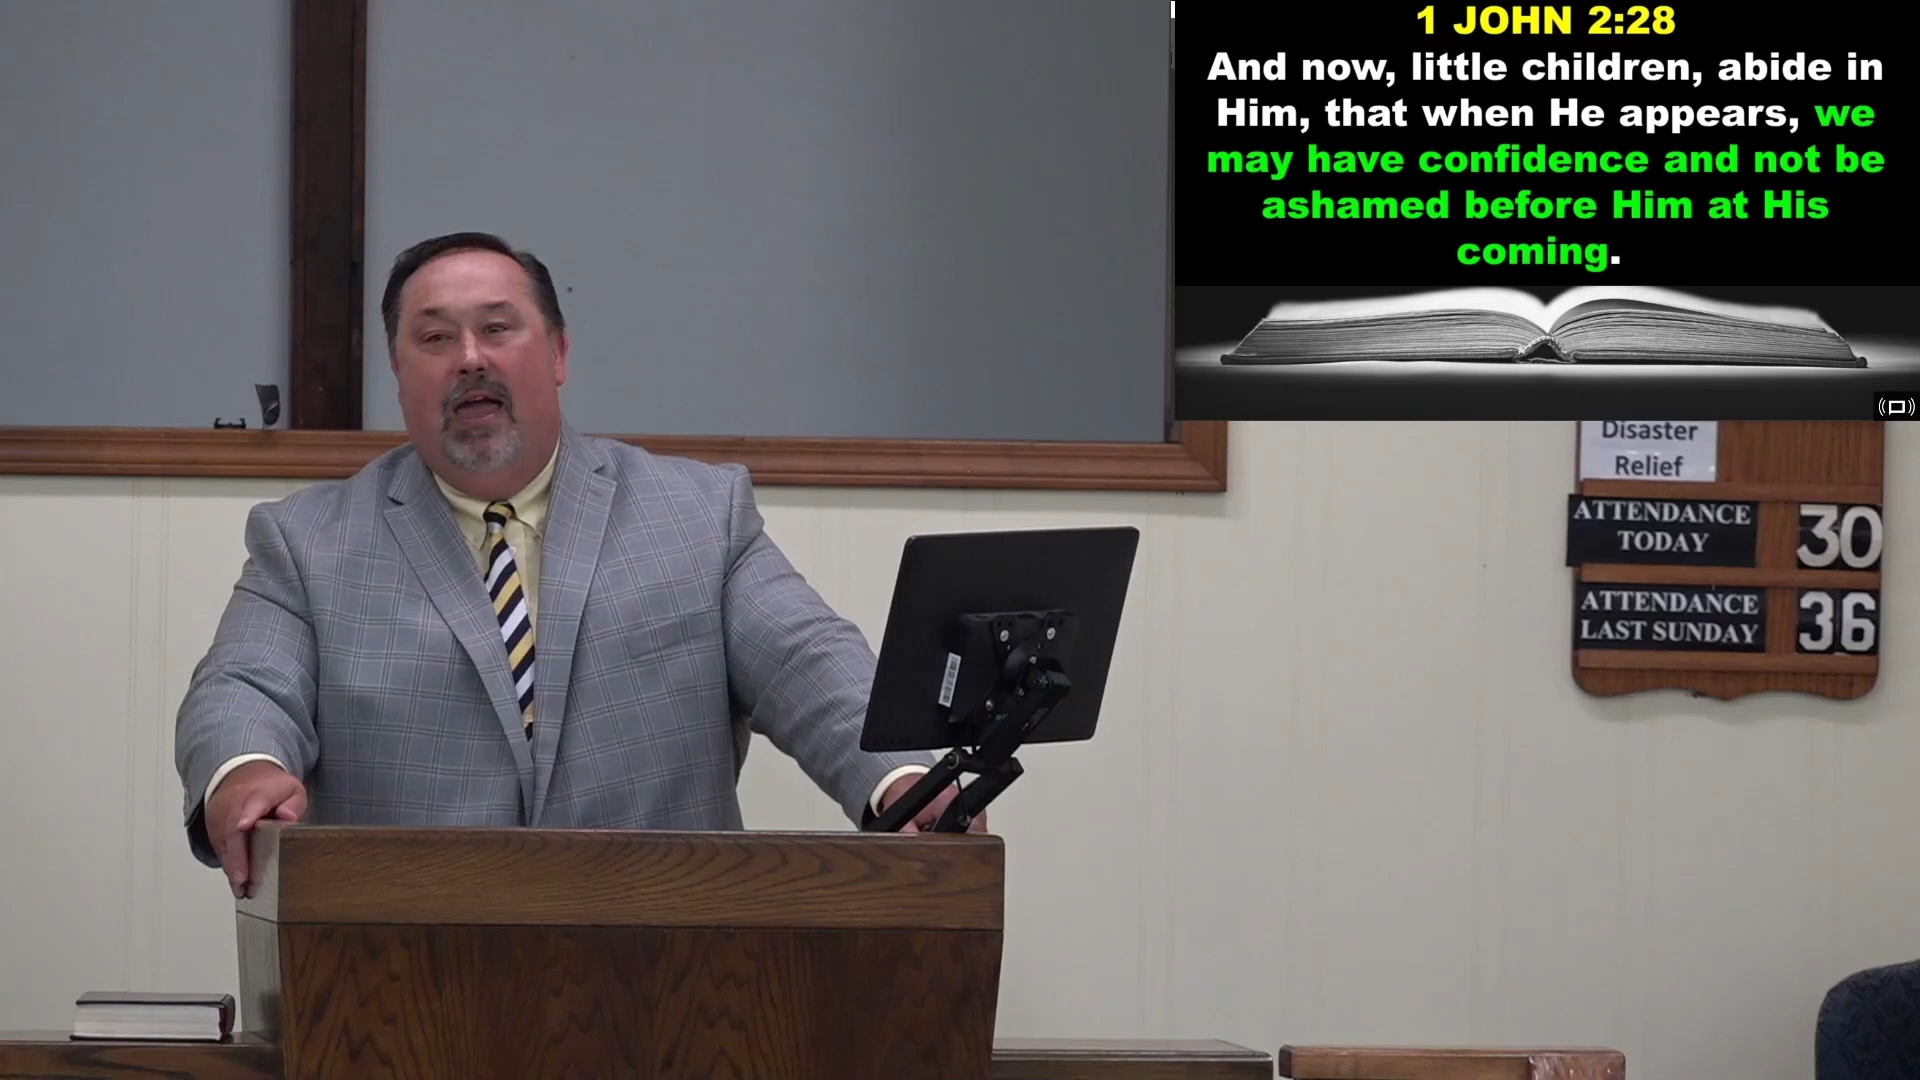 1 JOHN 2:28
And now, little children, abide in
Him, that when He appears, we
may have confidence and not be
ashamed before Him at His
coming.
Disaster
Relief
ATTENDANCE
TODAY
30
ATTENDANCE
LAST SUNDAY
36